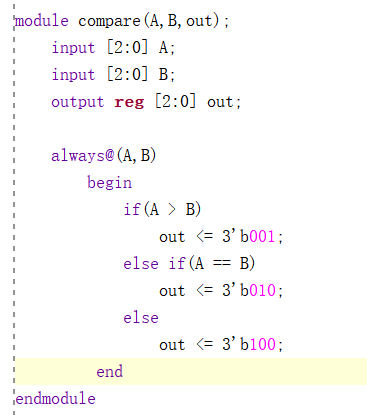 module compare(A,B,out);
input [2:0] A;
input [2:0] B;
output reg [2:0] out;
always@(A,B)
begin
if(A > B)
out <= 3'b001;
else if(A == B)
out <= 3'b010;
else
out <= 3'b100;
end
endmodule